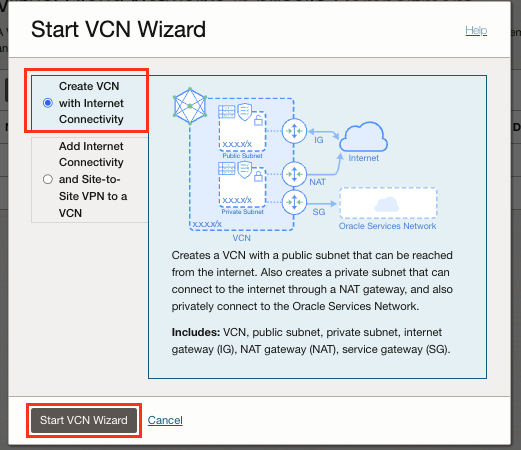 Start VCN Wizard
Help
Create VCN
with Internet
Connectivity
Add Internet
Connectivity
and Site-to-
Site VPN to a
VCN
X.X.X.X/X
Public Subnet
IG
Internet
NAT
X.X.X.X/X
Private Subnet
SG
X.X.X.X/X
Oracle Services Network
VCN
Creates a VCN with a public subnet that can be reached
from the internet. Also creates a private subnet that can
connect to the internet through a NAT gateway, and also
privately connect to the Oracle Services Network.
Includes: VCN, public subnet, private subnet, internet
gateway (IG), NAT gateway (NAT), service gateway (SG).
Start VCN Wizard
Cancel